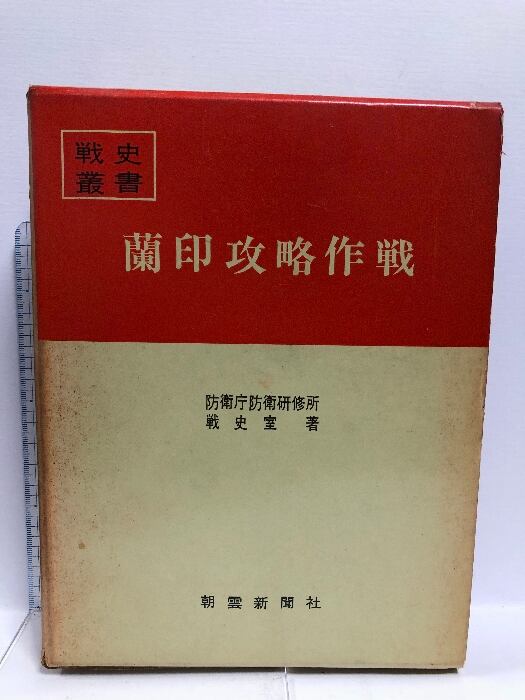 戦史
叢書
蘭印攻略作戦
防衛庁防衛研修所
戦史室 著
朝雲新聞社